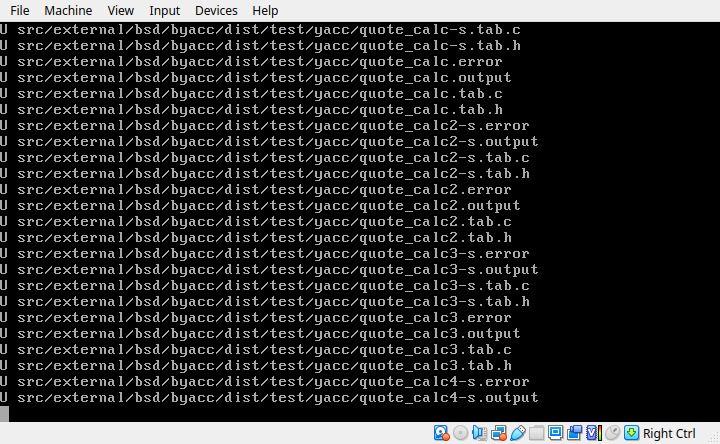 File Machine View Input Devices Help
U src/external/bsd/byacc/dist/test/yacc/quote_calc-s.tab.c
U src/external/bsd/byacc/dist/test/yacc/quote_calc-s.tab.h
U src/external/bsd/byacc/dist/test/yacc/quote_calc.error
U src/external/bsd/byacc/dist/test/yacc/quote_calc.output
U src/external/bsd/byacc/dist/test/yacc/quote_calc.tab.c
U src/external/bsd/byacc/dist/test/yacc/quote_calc.tab.h
U src/external/bsd/byacc/dist/test/yacc/quote_calc2-s.error
U src/external/bsd/byacc/dist/test/yacc/quote_calc2-s.output
U src/external/bsd/byacc/dist/test/yacc/quote_calc2-s.tab.c
U src/external/bsd/byacc/dist/test/yacc/quote_calc2-s.tab.h
U src/external/bsd/byacc/dist/test/yacc/quote_calc2.error
U src/external/bsd/byacc/dist/test/yacc/quote_calc2.output
U src/external/bsd/byacc/dist/test/yacc/quote_calc2.tab.c
U src/external/bsd/byacc/dist/test/yacc/quote_calc2.tab.h
U src/external/bsd/byacc/dist/test/yacc/quote_calc3-s.error
U src/external/bsd/byacc/dist/test/yacc/quote_calc3-s.output
U src/external/bsd/byacc/dist/test/yacc/quote_calc3-s.tab.c
U src/external/bsd/byacc/dist/test/yacc/quote_calc3-s.tab.h
U src/external/bsd/byacc/dist/test/yacc/quote_calc3.error
U src/external/bsd/byacc/dist/test/yacc/quote_calc3.output
U src/external/bsd/byacc/dist/test/yacc/quote_calc3.tab.c
U src/external/bsd/byacc/dist/test/yacc/quote_calc3.tab.h
U src/external/bsd/byacc/dist/test/yacc/quote_calc4-s.error
U src/external/bsd/byacc/dist/test/yacc/quote_calc4-s.output
Right Ctrl